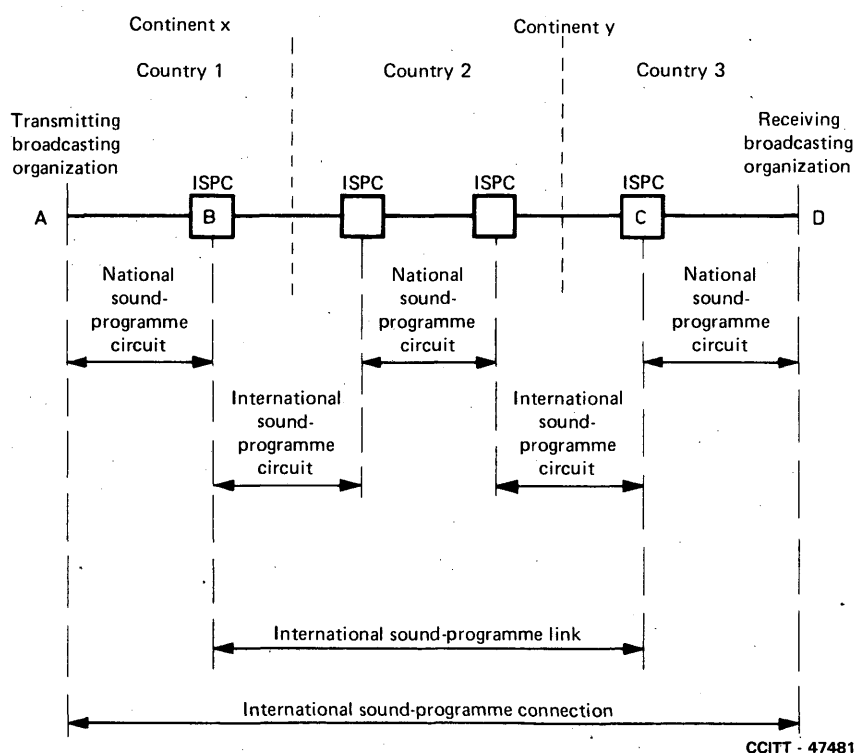 Continent x
Continent y
Country 1
Country 2
Country 3
Transmitting
broadcasting
organization
Receiving
broadcasting
organization
ISPC
ISPC
ISPC
ISPC
A
B
C
D
National
sound-
programme
circuit
National
sound-
programme
circuit
National
sound-
programme
circuit
International
sound-
programme
circuit
International
sound-
programme
circuit
International sound-programme link
International sound-programme connection
CCITT - 47481